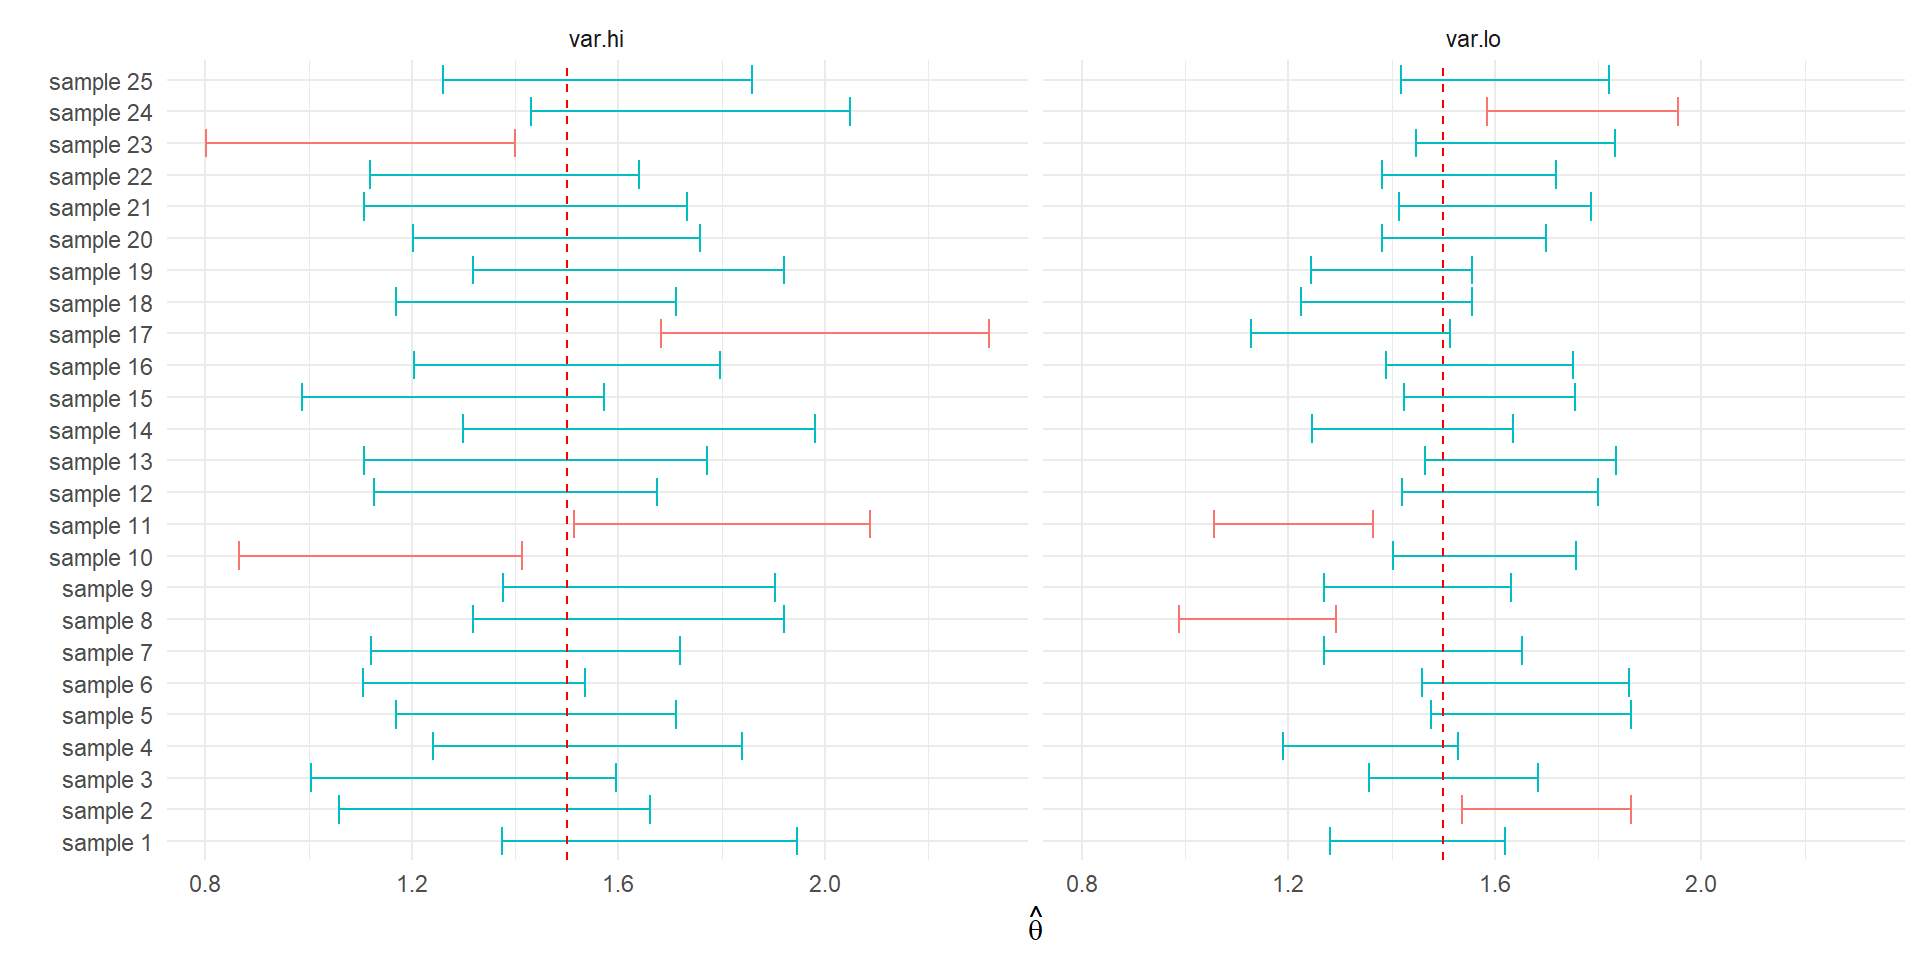 var.hi var.lo
sample 25
sample 24
sample 23
sample 22
sample 21
sample 20
sample 19
sample 18
sample 17
sample 16
sample 15
sample 14
sample 13
sample 12
sample 11
sample 10
sample 9
sample 8
sample 7
sample 6
sample 5
sample 4
sample 3
sample 2
sample 1
0.8 1.2 1.6 2.0 0.8 1.2 1.6 2.0
θ̂